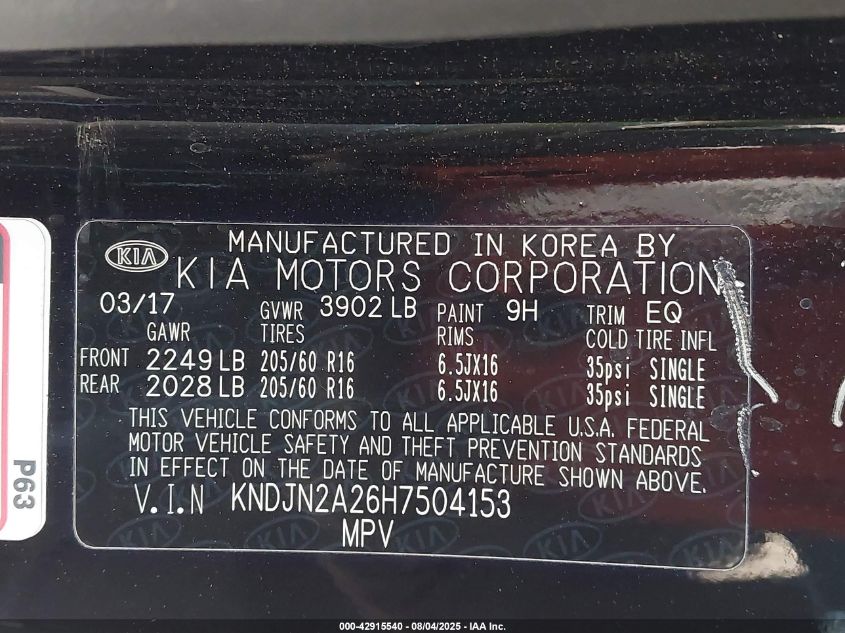 MANUFACTURED IN KOREA BY
KIA KIA MOTORS CORPORATION
03/17 GVWR 3902 LB PAINT 9H TRIM EQ
GAWR TIRES RIMS COLD TIRE INFL
FRONT 2249 LB 205/60 R16 6.5JX16 35psi SINGLE
REAR 2028 LB 205/60 R16 6.5JX16 35psi SINGLE
THIS VEHICLE CONFORMS TO ALL APPLICABLE U.S.A. FEDERAL
MOTOR VEHICLE SAFETY AND THEFT PREVENTION STANDARDS
IN EFFECT ON THE DATE OF MANUFACTURE SHOWN ABOVE.
V.I.N KNDJN2A26H7504153
MPV
P63
000-42915540 - 08/04/2025 - IAA Inc.